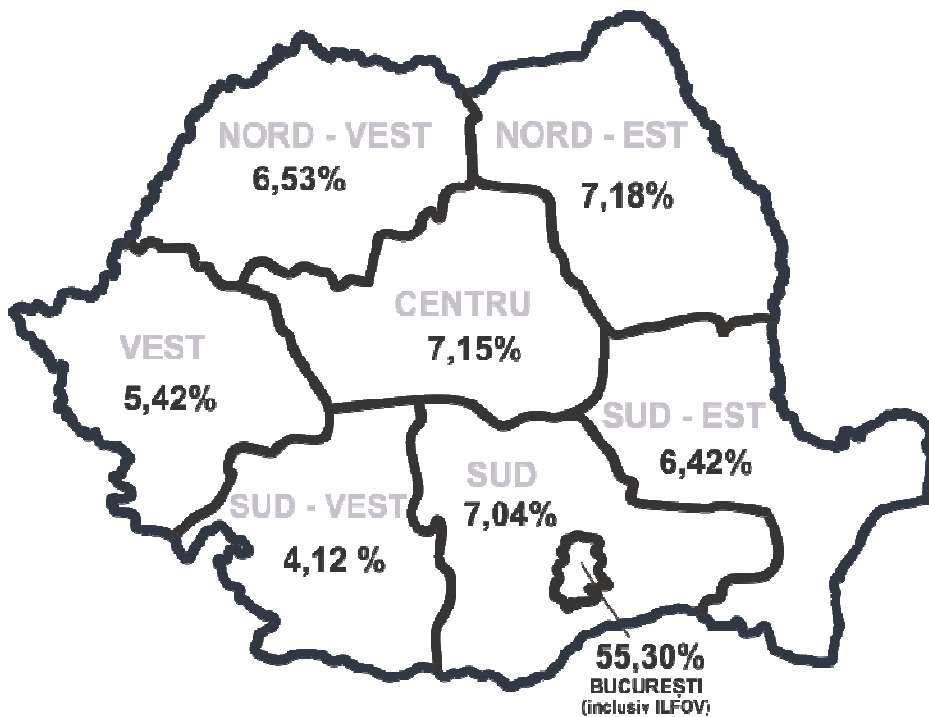 NORD - VEST
6,53%
NORD - EST
7,18%
CENTRU
7,15%
VEST
5,42%
SUD - EST
6,42%
SUD
7,04%
SUD - VEST
4,12 %
55,30%
BUCUREȘTI
(inclusiv ILFOV)